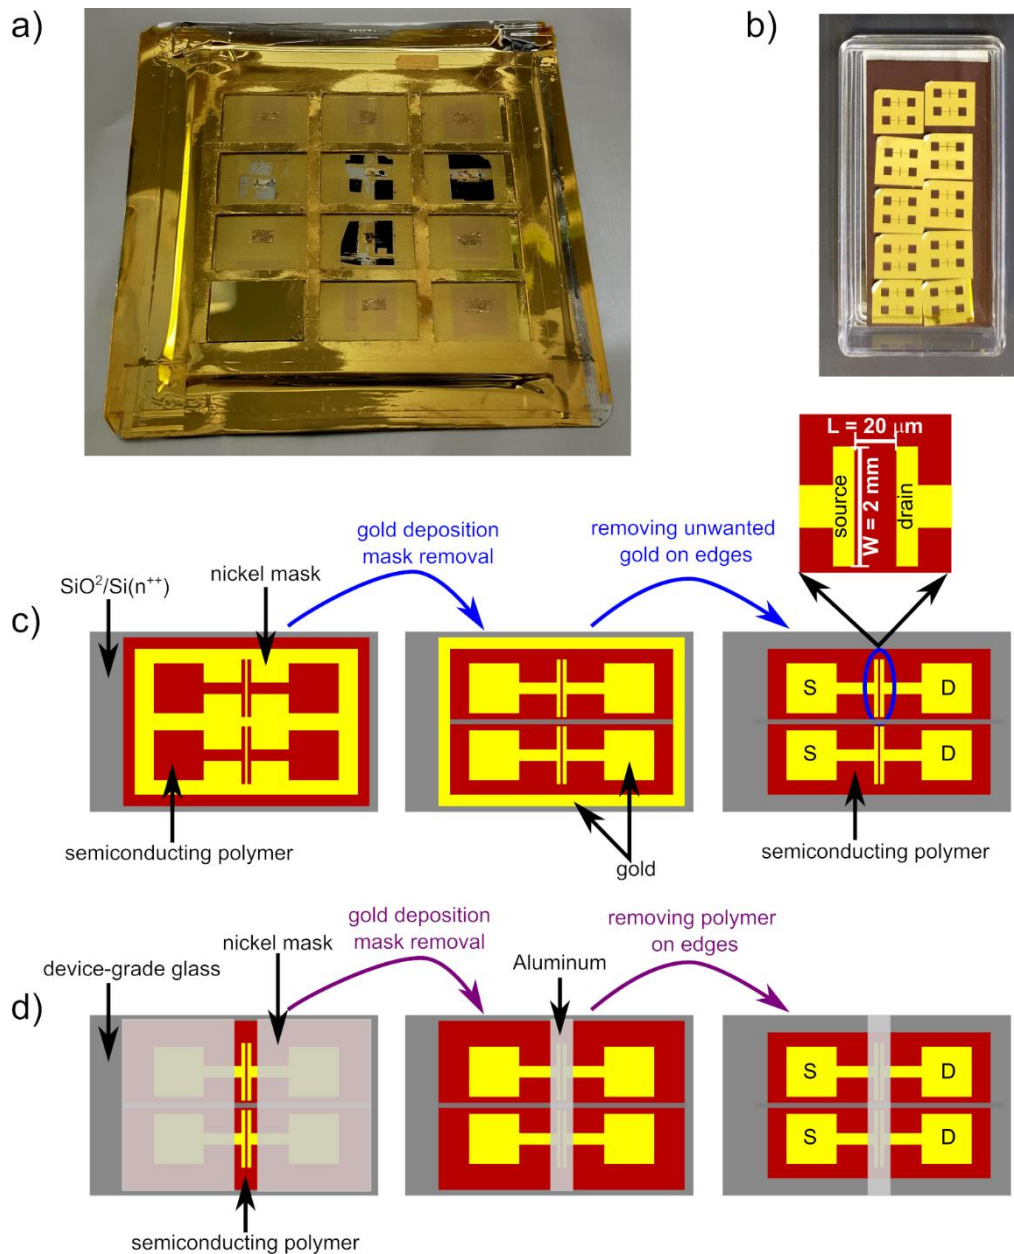 a)
b)
L = 20 μm
source
W = 2 mm
drain
gold deposition
mask removal
removing unwanted
gold on edges
SiO²/Si(n⁺⁺)
nickel mask
c)
S
D
S
D
semiconducting polymer
gold
semiconducting polymer
gold deposition
mask removal
removing polymer
on edges
nickel mask
device-grade glass
Aluminum
d)
S
D
S
D
semiconducting polymer